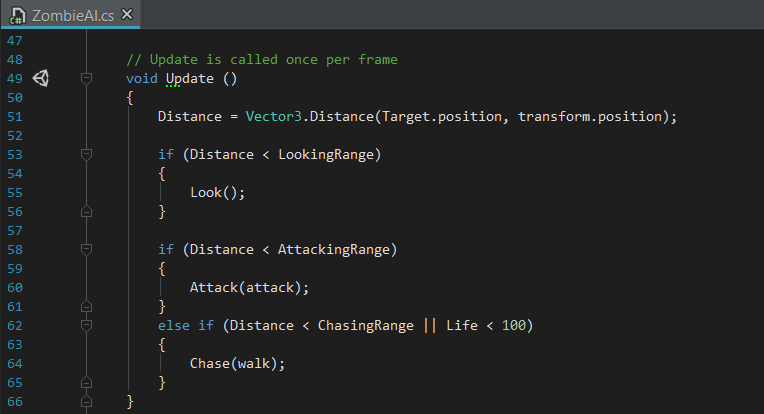 ZombieAI.cs
47
48 // Update is called once per frame
49 void Update ()
50 {
51 Distance = Vector3.Distance(Target.position, transform.position);
52
53 if (Distance < LookingRange)
54 {
55 Look();
56 }
57
58 if (Distance < AttackingRange)
59 {
60 Attack(attack);
61 }
62 else if (Distance < ChasingRange || Life < 100)
63 {
64 Chase(walk);
65 }
66 }